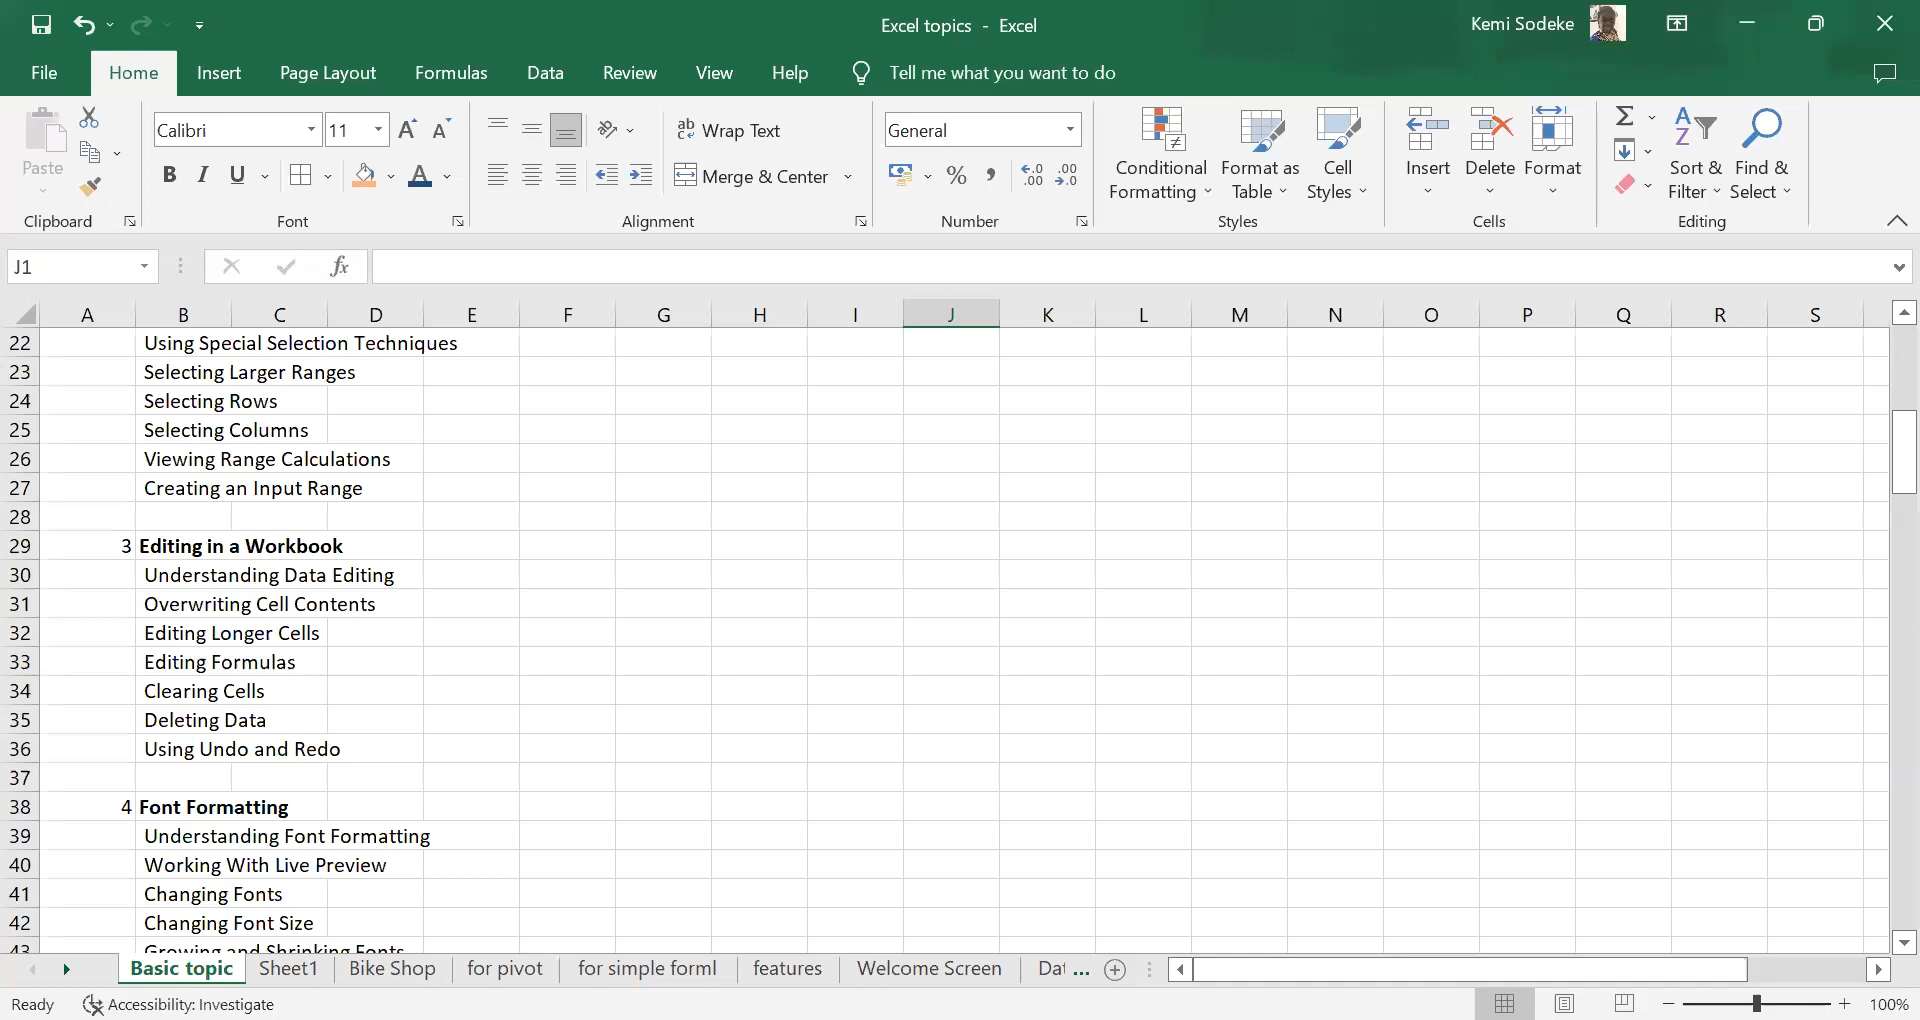 Excel topics - Excel
Kemi Sodeke
File Home Insert Page Layout Formulas Data Review View Help Tell me what you want to do
Paste
Clipboard
Calibri 11
B I U
Font
Wrap Text
Merge & Center
Alignment
General
Number
Conditional Formatting
Format as Table
Cell Styles
Styles
Insert Delete Format
Cells
Sort & Filter
Find & Select
Editing
J1
fx
A B C D E F G H I J K L M N O P Q R S
22 Using Special Selection Techniques
23 Selecting Larger Ranges
24 Selecting Rows
25 Selecting Columns
26 Viewing Range Calculations
27 Creating an Input Range
28
29 3 Editing in a Workbook
30 Understanding Data Editing
31 Overwriting Cell Contents
32 Editing Longer Cells
33 Editing Formulas
34 Clearing Cells
35 Deleting Data
36 Using Undo and Redo
37
38 4 Font Formatting
39 Understanding Font Formatting
40 Working With Live Preview
41 Changing Fonts
42 Changing Font Size
43 Growing and Shrinking Fonts
Basic topic Sheet1 Bike Shop for pivot for simple forml features Welcome Screen Dat ...
Ready Accessibility: Investigate 100%